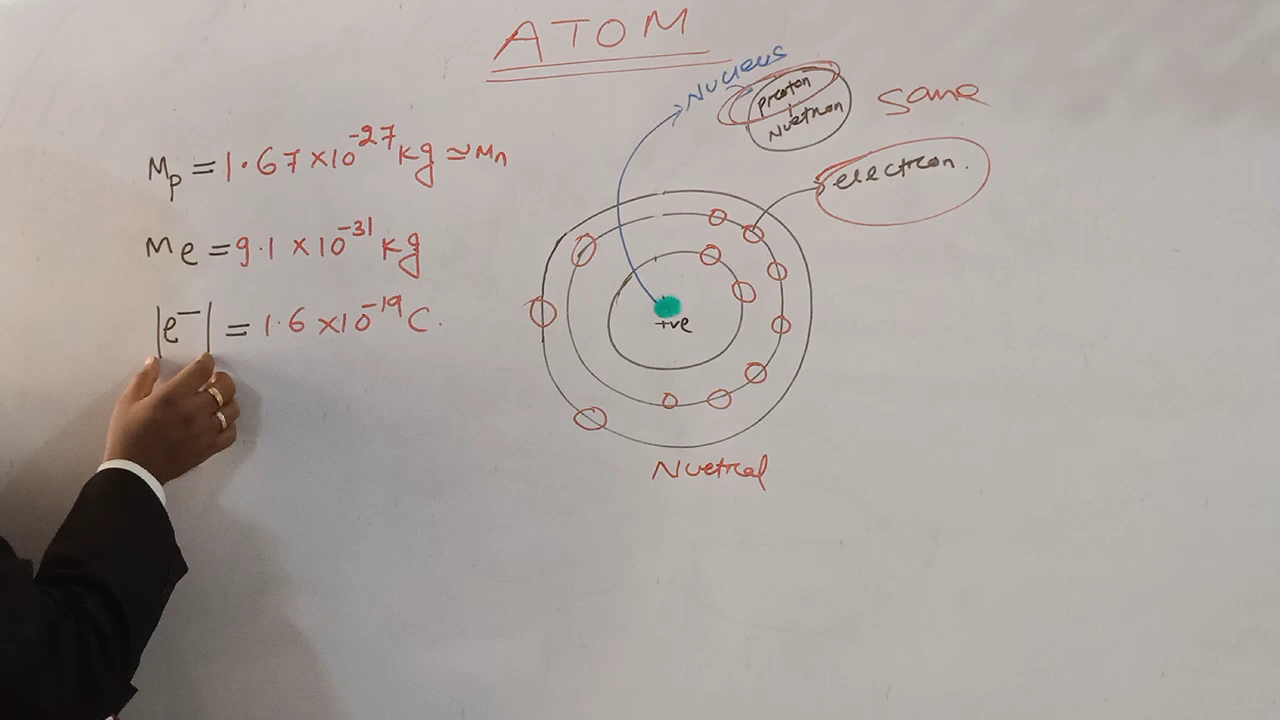 ATOM
Mp = 1.67 × 10^-27 kg ≃ Mn
Me = 9.1 × 10^-31 kg
|e^-| = 1.6 × 10^-19 C.
Nucleus
proton
+
Nuetron
Same
electron.
+ve
Nuetral